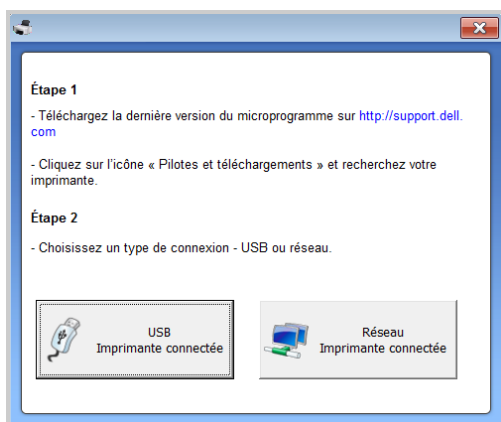 Étape 1
- Téléchargez la dernière version du microprogramme sur http://support.dell.
com
- Cliquez sur l'icône « Pilotes et téléchargements » et recherchez votre
imprimante.
Étape 2
- Choisissez un type de connexion - USB ou réseau.
USB
Imprimante connectée
Réseau
Imprimante connectée